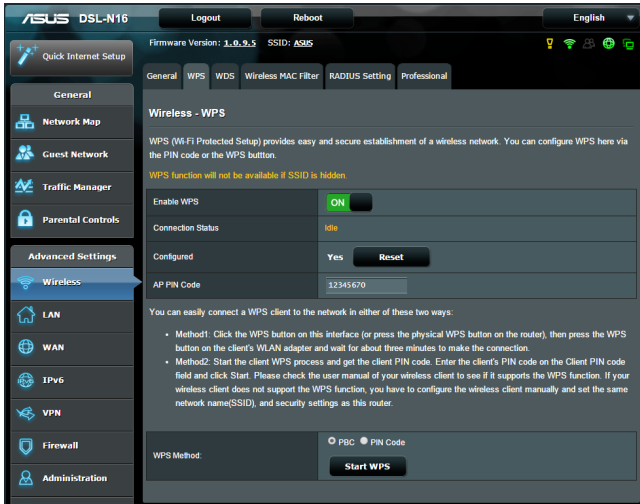 ASUS DSL-N16
Logout
Reboot
English
Quick Internet Setup
Firmware Version: 1.0.9.5 SSID: ASUS
General
WPS
WDS
Wireless MAC Filter
RADIUS Setting
Professional
General
Network Map
Guest Network
Traffic Manager
Parental Controls
Advanced Settings
Wireless
LAN
WAN
IPv6
VPN
Firewall
Administration
Wireless - WPS
WPS (Wi-Fi Protected Setup) provides easy and secure establishment of a wireless network. You can configure WPS here via
the PIN code or the WPS buttton.
WPS function will not be available if SSID is hidden.
Enable WPS ON
Connection Status Idle
Configured Yes Reset
AP PIN Code 12345670
You can easily connect a WPS client to the network in either of these two ways:
• Method1: Click the WPS button on this interface (or press the physical WPS button on the router), then press the WPS
button on the client's WLAN adapter and wait for about three minutes to make the connection.
• Method2: Start the client WPS process and get the client PIN code. Enter the client's PIN code on the Client PIN code
field and click Start. Please check the user manual of your wireless client to see if it supports the WPS function. If your
wireless client does not support the WPS function, you have to configure the wireless client manually and set the same
network name(SSID), and security settings as this router.
WPS Method: PBC PIN Code
Start WPS